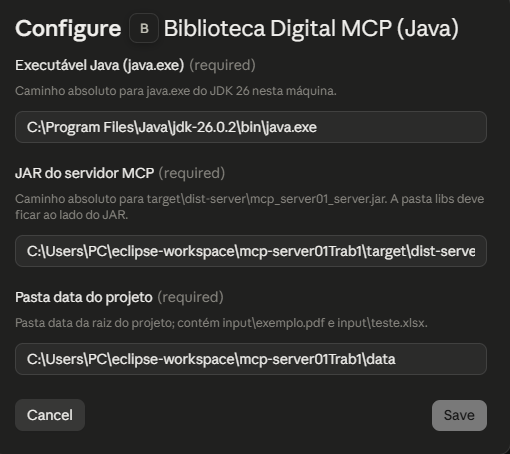 Configure B Biblioteca Digital MCP (Java)
Executável Java (java.exe) (required)
Caminho absoluto para java.exe do JDK 26 nesta máquina.
C:\Program Files\Java\jdk-26.0.2\bin\java.exe
JAR do servidor MCP (required)
Caminho absoluto para target\dist-server\mcp_server01_server.jar. A pasta libs deve
ficar ao lado do JAR.
C:\Users\PC\eclipse-workspace\mcp-server01Trab1\target\dist-serve
Pasta data do projeto (required)
Pasta data da raiz do projeto; contém input\exemplo.pdf e input\teste.xlsx.
C:\Users\PC\eclipse-workspace\mcp-server01Trab1\data
Cancel Save